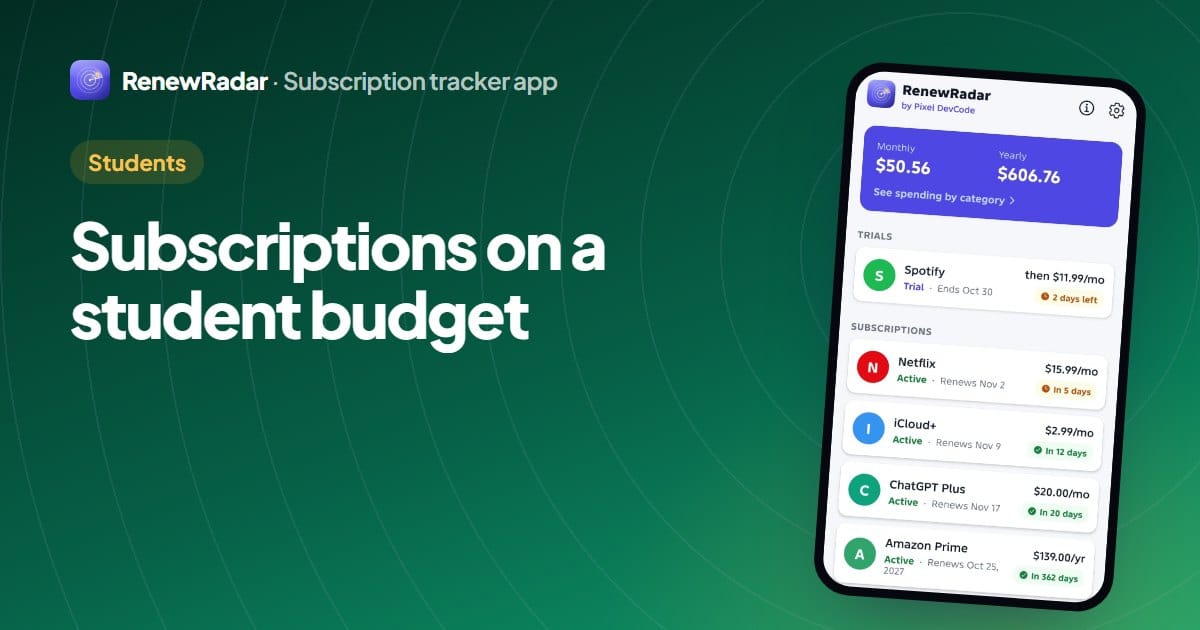 RenewRadar · Subscription tracker app
Students
Subscriptions on a
student budget
RenewRadar
by Pixel DevCode
Monthly
$50.56
Yearly
$606.76
See spending by category >
TRIALS
S
Spotify
Trial · Ends Oct 30
then $11.99/mo
2 days left
SUBSCRIPTIONS
N
Netflix
Active · Renews Nov 2
$15.99/mo
In 5 days
I
iCloud+
Active · Renews Nov 9
$2.99/mo
In 12 days
C
ChatGPT Plus
Active · Renews Nov 17
$20.00/mo
In 20 days
A
Amazon Prime
Active · Renews Oct 25,
2027
$139.00/yr
In 362 days